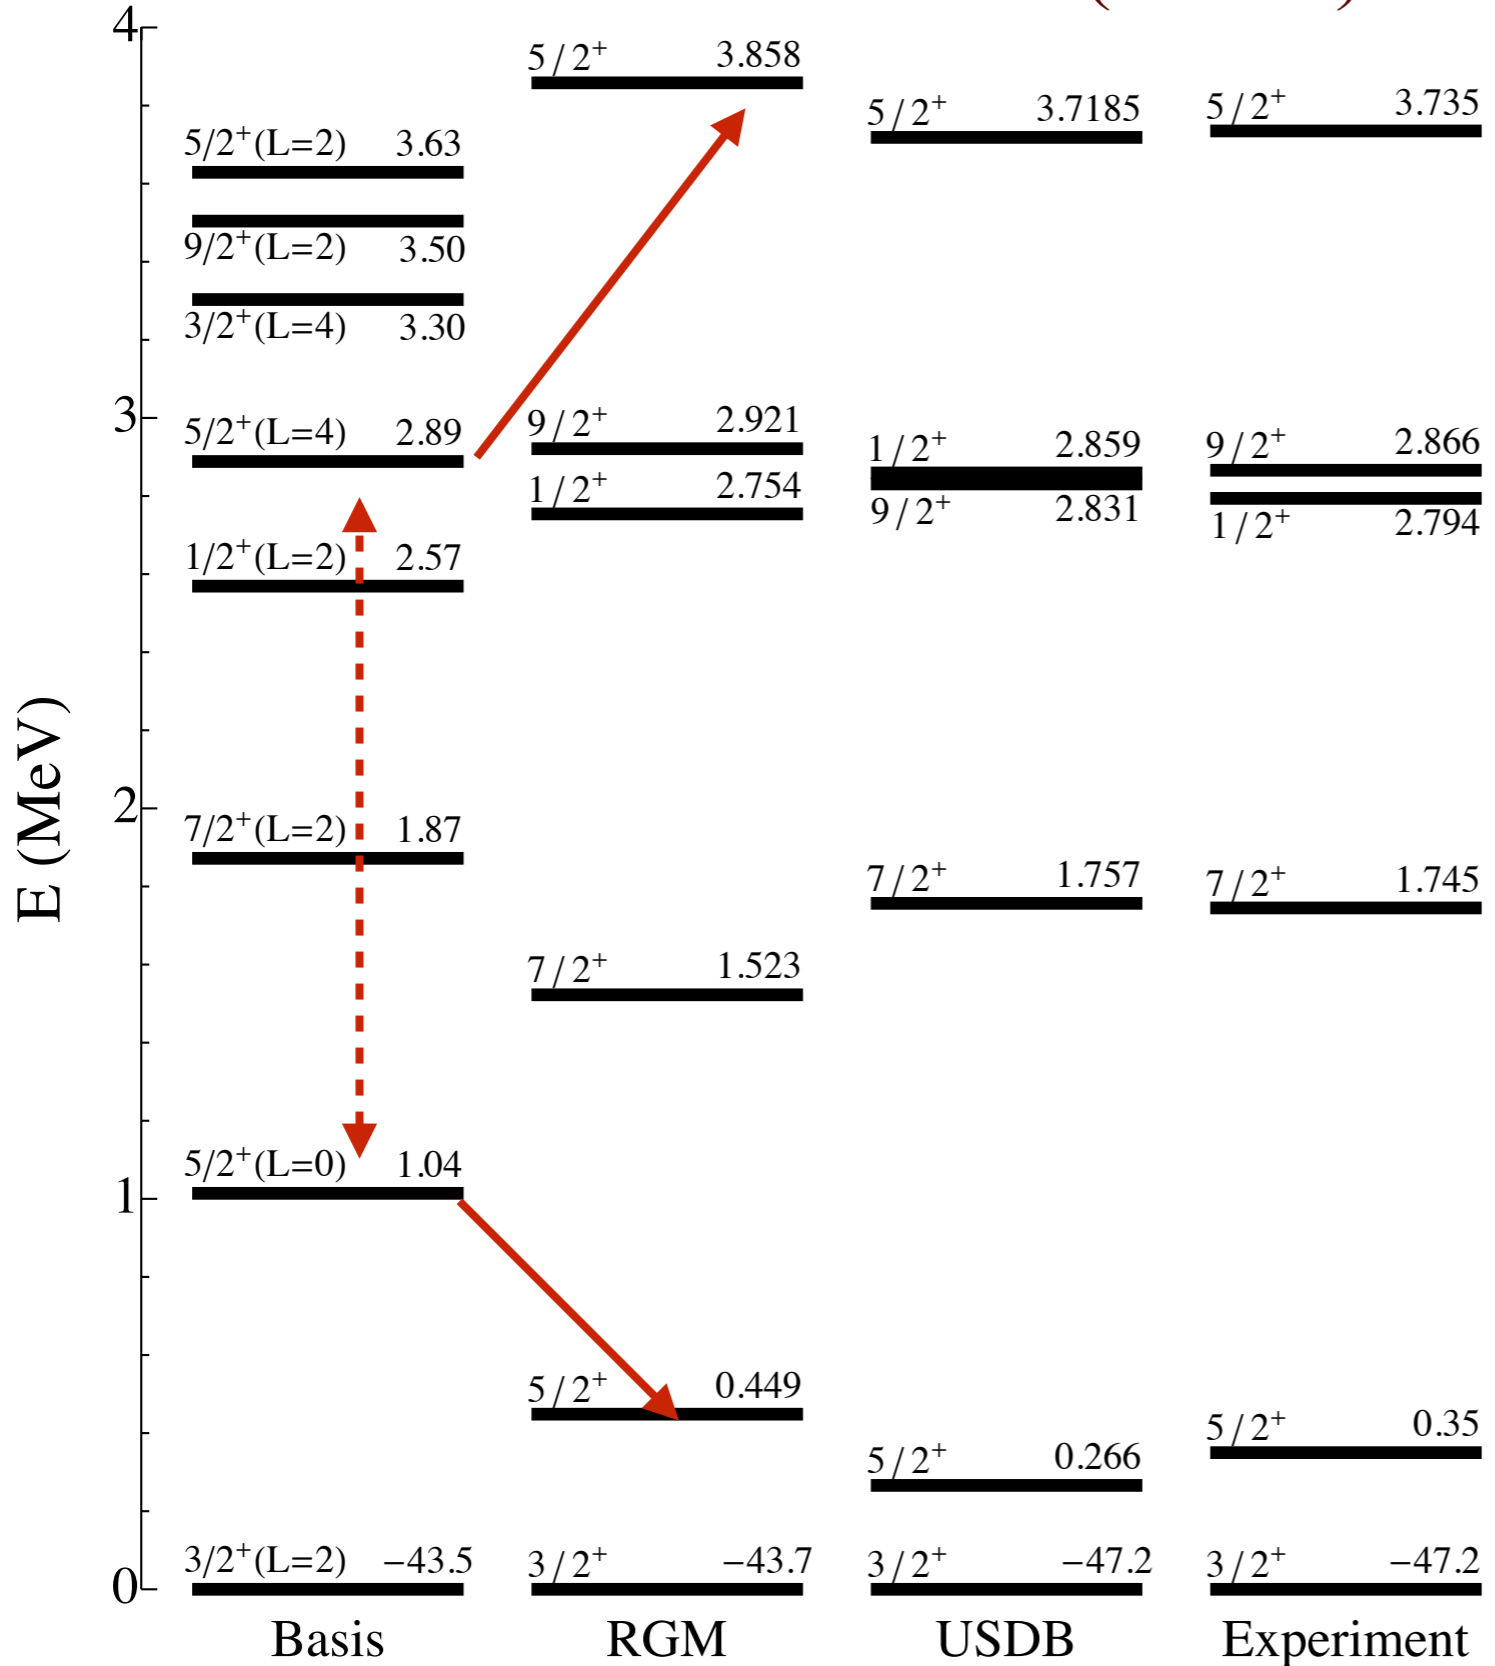 4
3
2
1
0
E (MeV)
5/2⁺(L=2) 3.63
9/2⁺(L=2) 3.50
3/2⁺(L=4) 3.30
5/2⁺(L=4) 2.89
1/2⁺(L=2) 2.57
7/2⁺(L=2) 1.87
5/2⁺(L=0) 1.04
3/2⁺(L=2) −43.5
Basis
5/2⁺ 3.858
9/2⁺ 2.921
1/2⁺ 2.754
7/2⁺ 1.523
5/2⁺ 0.449
3/2⁺ −43.7
RGM
5/2⁺ 3.7185
1/2⁺ 2.859
9/2⁺ 2.831
7/2⁺ 1.757
5/2⁺ 0.266
3/2⁺ −47.2
USDB
5/2⁺ 3.735
9/2⁺ 2.866
1/2⁺ 2.794
7/2⁺ 1.745
5/2⁺ 0.35
3/2⁺ −47.2
Experiment